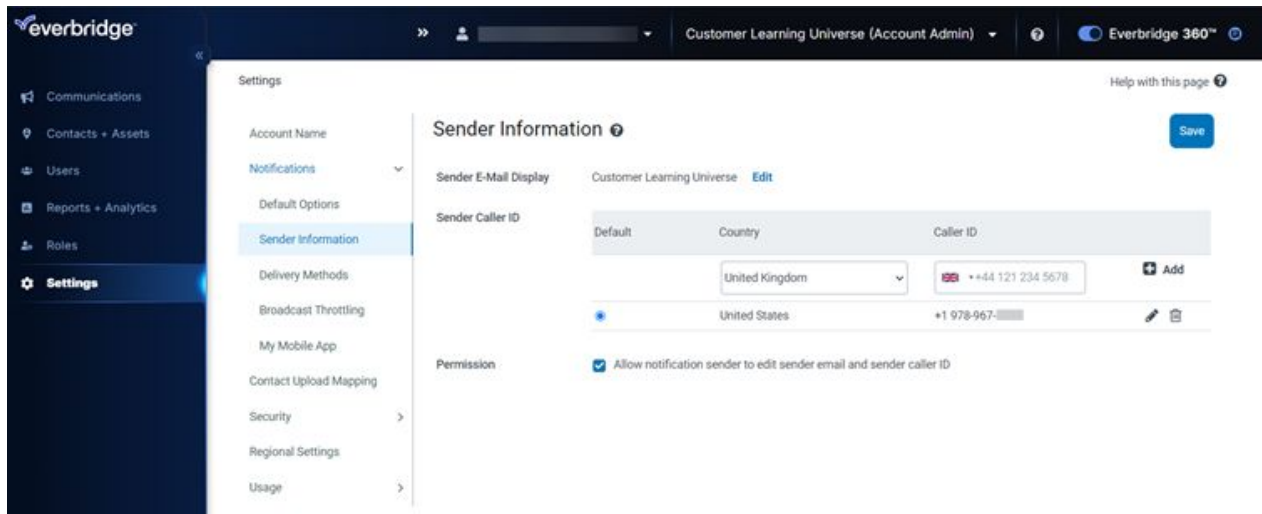 everbridge
Customer Learning Universe (Account Admin)
Everbridge 360™
Communications
Contacts + Assets
Users
Reports + Analytics
Roles
Settings
Settings
Help with this page
Account Name
Notifications
Default Options
Sender Information
Delivery Methods
Broadcast Throttling
My Mobile App
Contact Upload Mapping
Security
Regional Settings
Usage
Sender Information
Save
Sender E-Mail Display Customer Learning Universe Edit
Sender Caller ID
Default Country Caller ID
United Kingdom +44 121 234 5678 Add
United States +1 978-967-
Permission Allow notification sender to edit sender email and sender caller ID